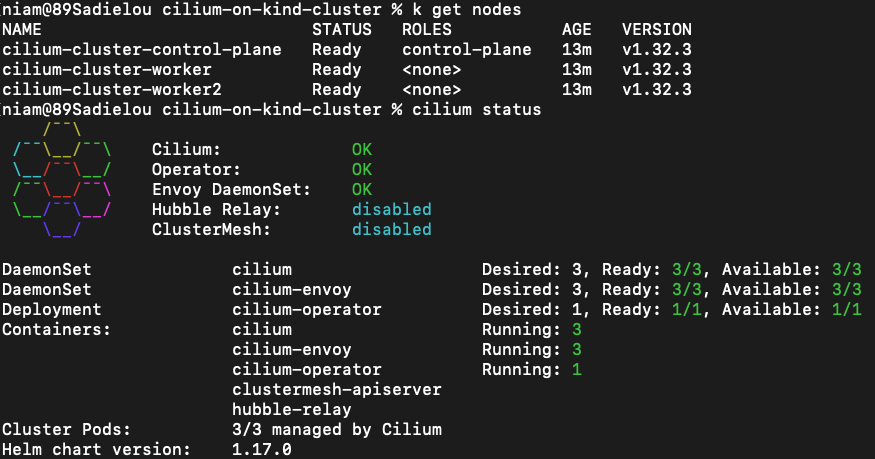 (niam@89Sadielou cilium-on-kind-cluster % k get nodes
NAME STATUS ROLES AGE VERSION
cilium-cluster-control-plane Ready control-plane 13m v1.32.3
cilium-cluster-worker Ready <none> 13m v1.32.3
cilium-cluster-worker2 Ready <none> 13m v1.32.3
(niam@89Sadielou cilium-on-kind-cluster % cilium status
Cilium: OK
Operator: OK
Envoy DaemonSet: OK
Hubble Relay: disabled
ClusterMesh: disabled
DaemonSet cilium Desired: 3, Ready: 3/3, Available: 3/3
DaemonSet cilium-envoy Desired: 3, Ready: 3/3, Available: 3/3
Deployment cilium-operator Desired: 1, Ready: 1/1, Available: 1/1
Containers: cilium Running: 3
cilium-envoy Running: 3
cilium-operator Running: 1
clustermesh-apiserver
hubble-relay
Cluster Pods: 3/3 managed by Cilium
Helm chart version: 1.17.0